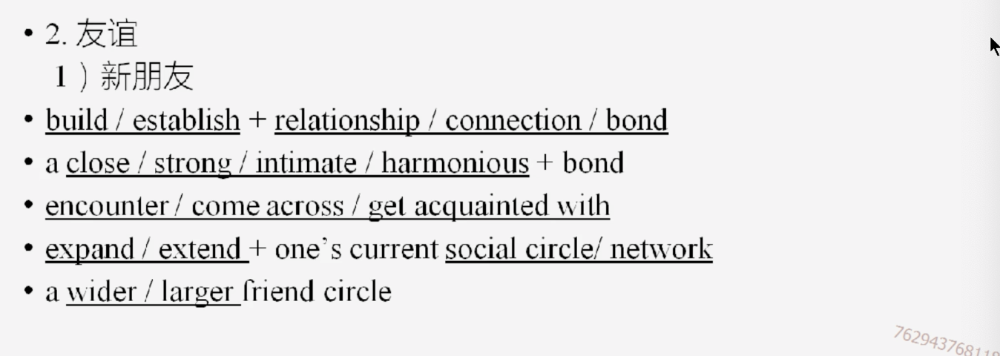 • 2. 友谊
1）新朋友
• build / establish + relationship / connection / bond
• a close / strong / intimate / harmonious + bond
• encounter / come across / get acquainted with
• expand / extend + one’s current social circle/ network
• a wider / larger friend circle